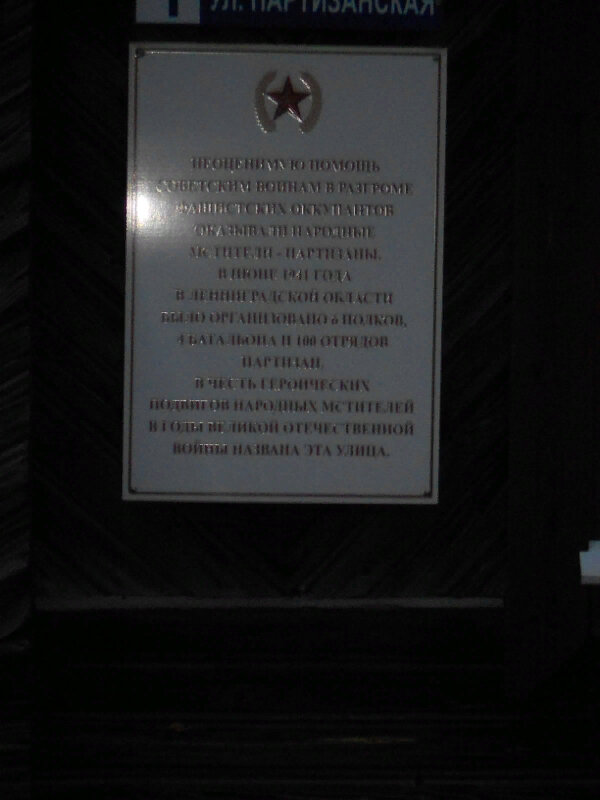 1 УЛ. ПАРТИЗАНСКАЯ
НЕОЦЕНИМУЮ ПОМОЩЬ
СОВЕТСКИМ ВОИНАМ В РАЗГРОМЕ
ФАШИСТСКИХ ОККУПАНТОВ
ОКАЗЫВАЛИ НАРОДНЫЕ
МСТИТЕЛИ - ПАРТИЗАНЫ.
В ИЮНЕ 1941 ГОДА
В ЛЕНИНГРАДСКОЙ ОБЛАСТИ
БЫЛО ОРГАНИЗОВАНО 6 ПОЛКОВ,
4 БАТАЛЬОНА И 100 ОТРЯДОВ
ПАРТИЗАН.
В ЧЕСТЬ ГЕРОИЧЕСКИХ
ПОДВИГОВ НАРОДНЫХ МСТИТЕЛЕЙ
В ГОДЫ ВЕЛИКОЙ ОТЕЧЕСТВЕННОЙ
ВОЙНЫ НАЗВАНА ЭТА УЛИЦА.